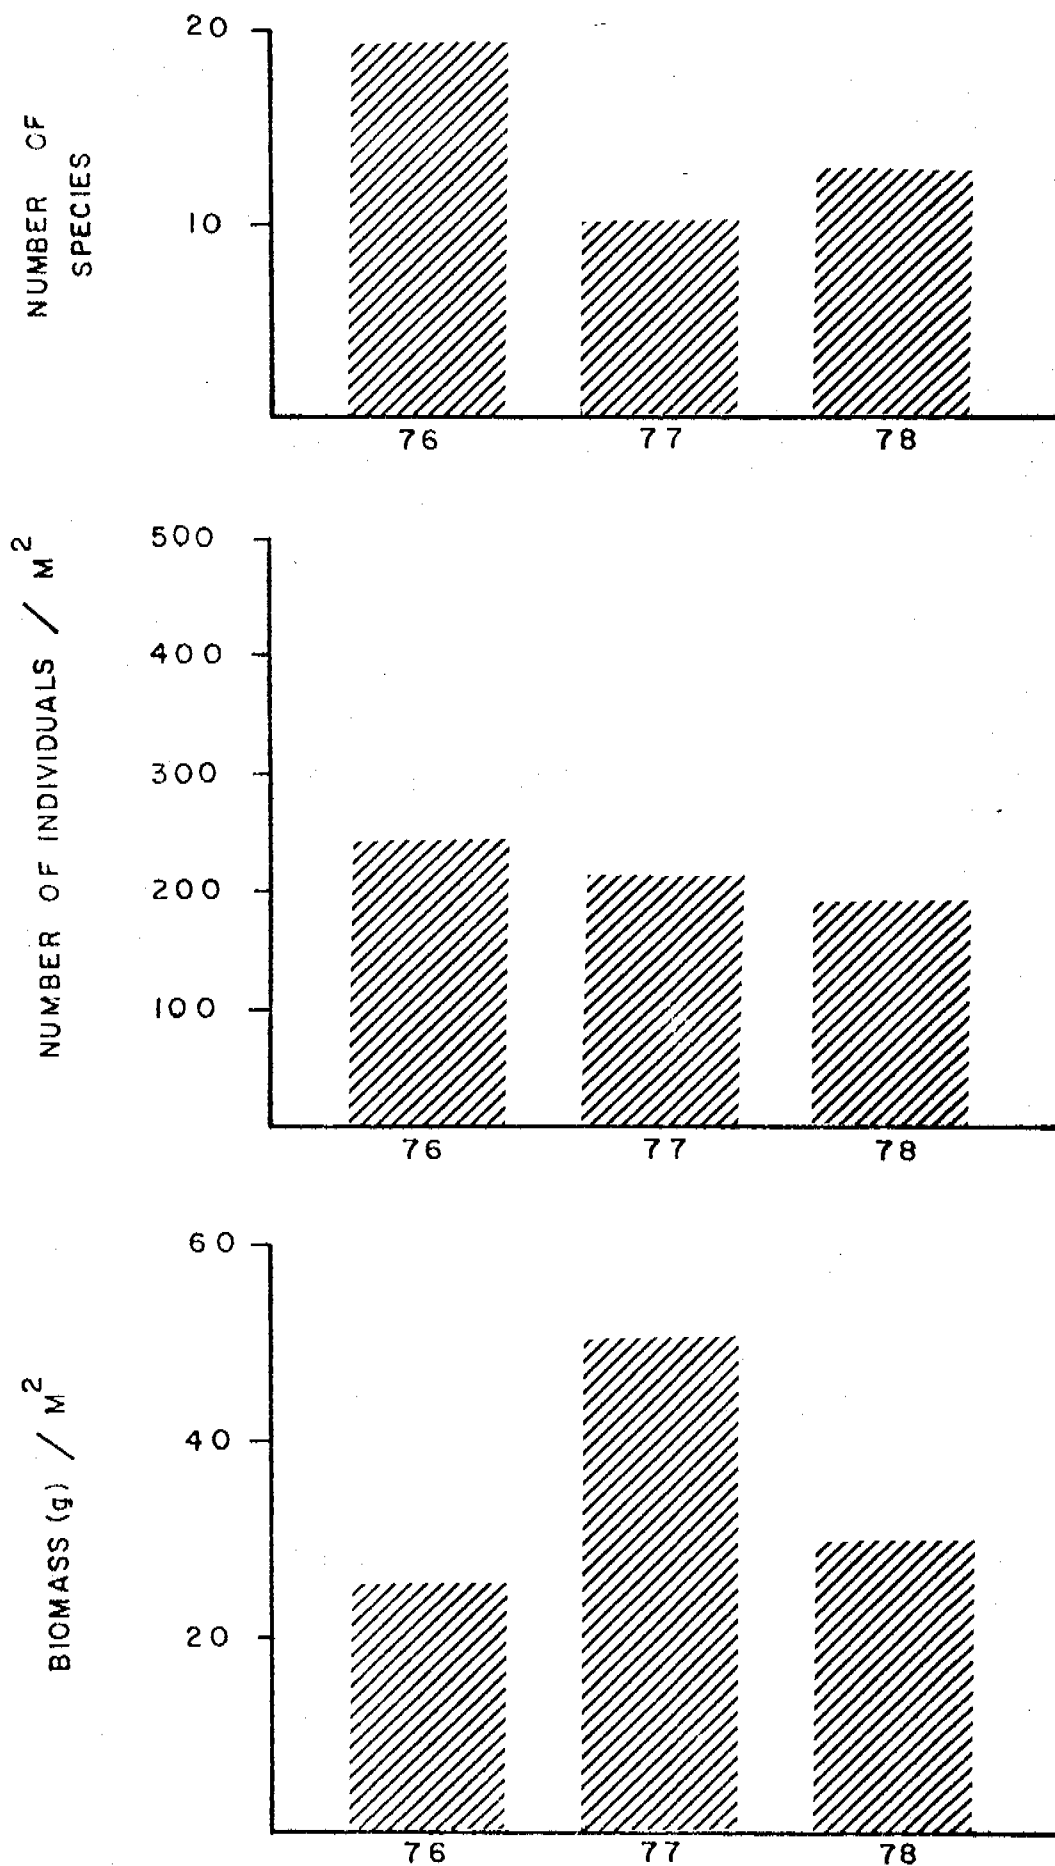 NUMBER OF
SPECIES
20
10
76 77 78
NUMBER OF INDIVIDUALS / M²
500
400
300
200
100
76 77 78
BIOMASS (g) / M²
60
40
20
76 77 78